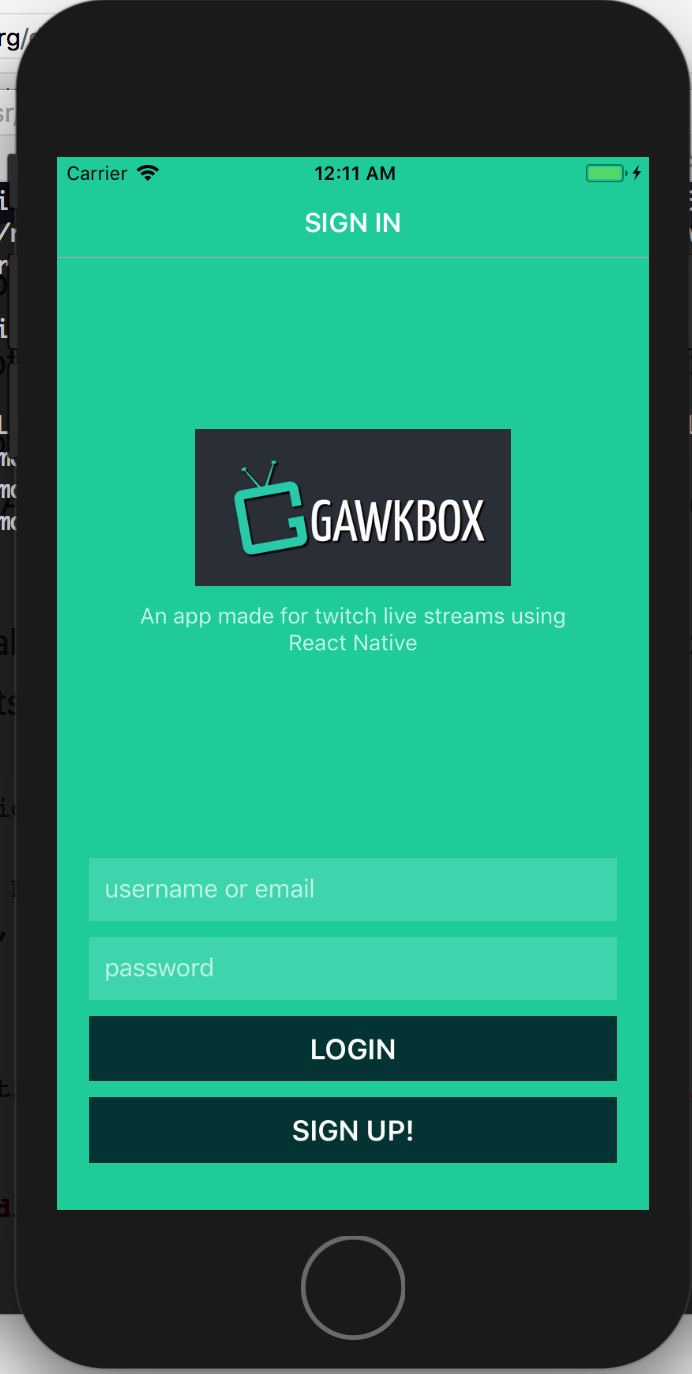 rg/
Carrier 12:11 AM
SIGN IN
GAWKBOX
An app made for twitch live streams using
React Native
username or email
password
LOGIN
SIGN UP!